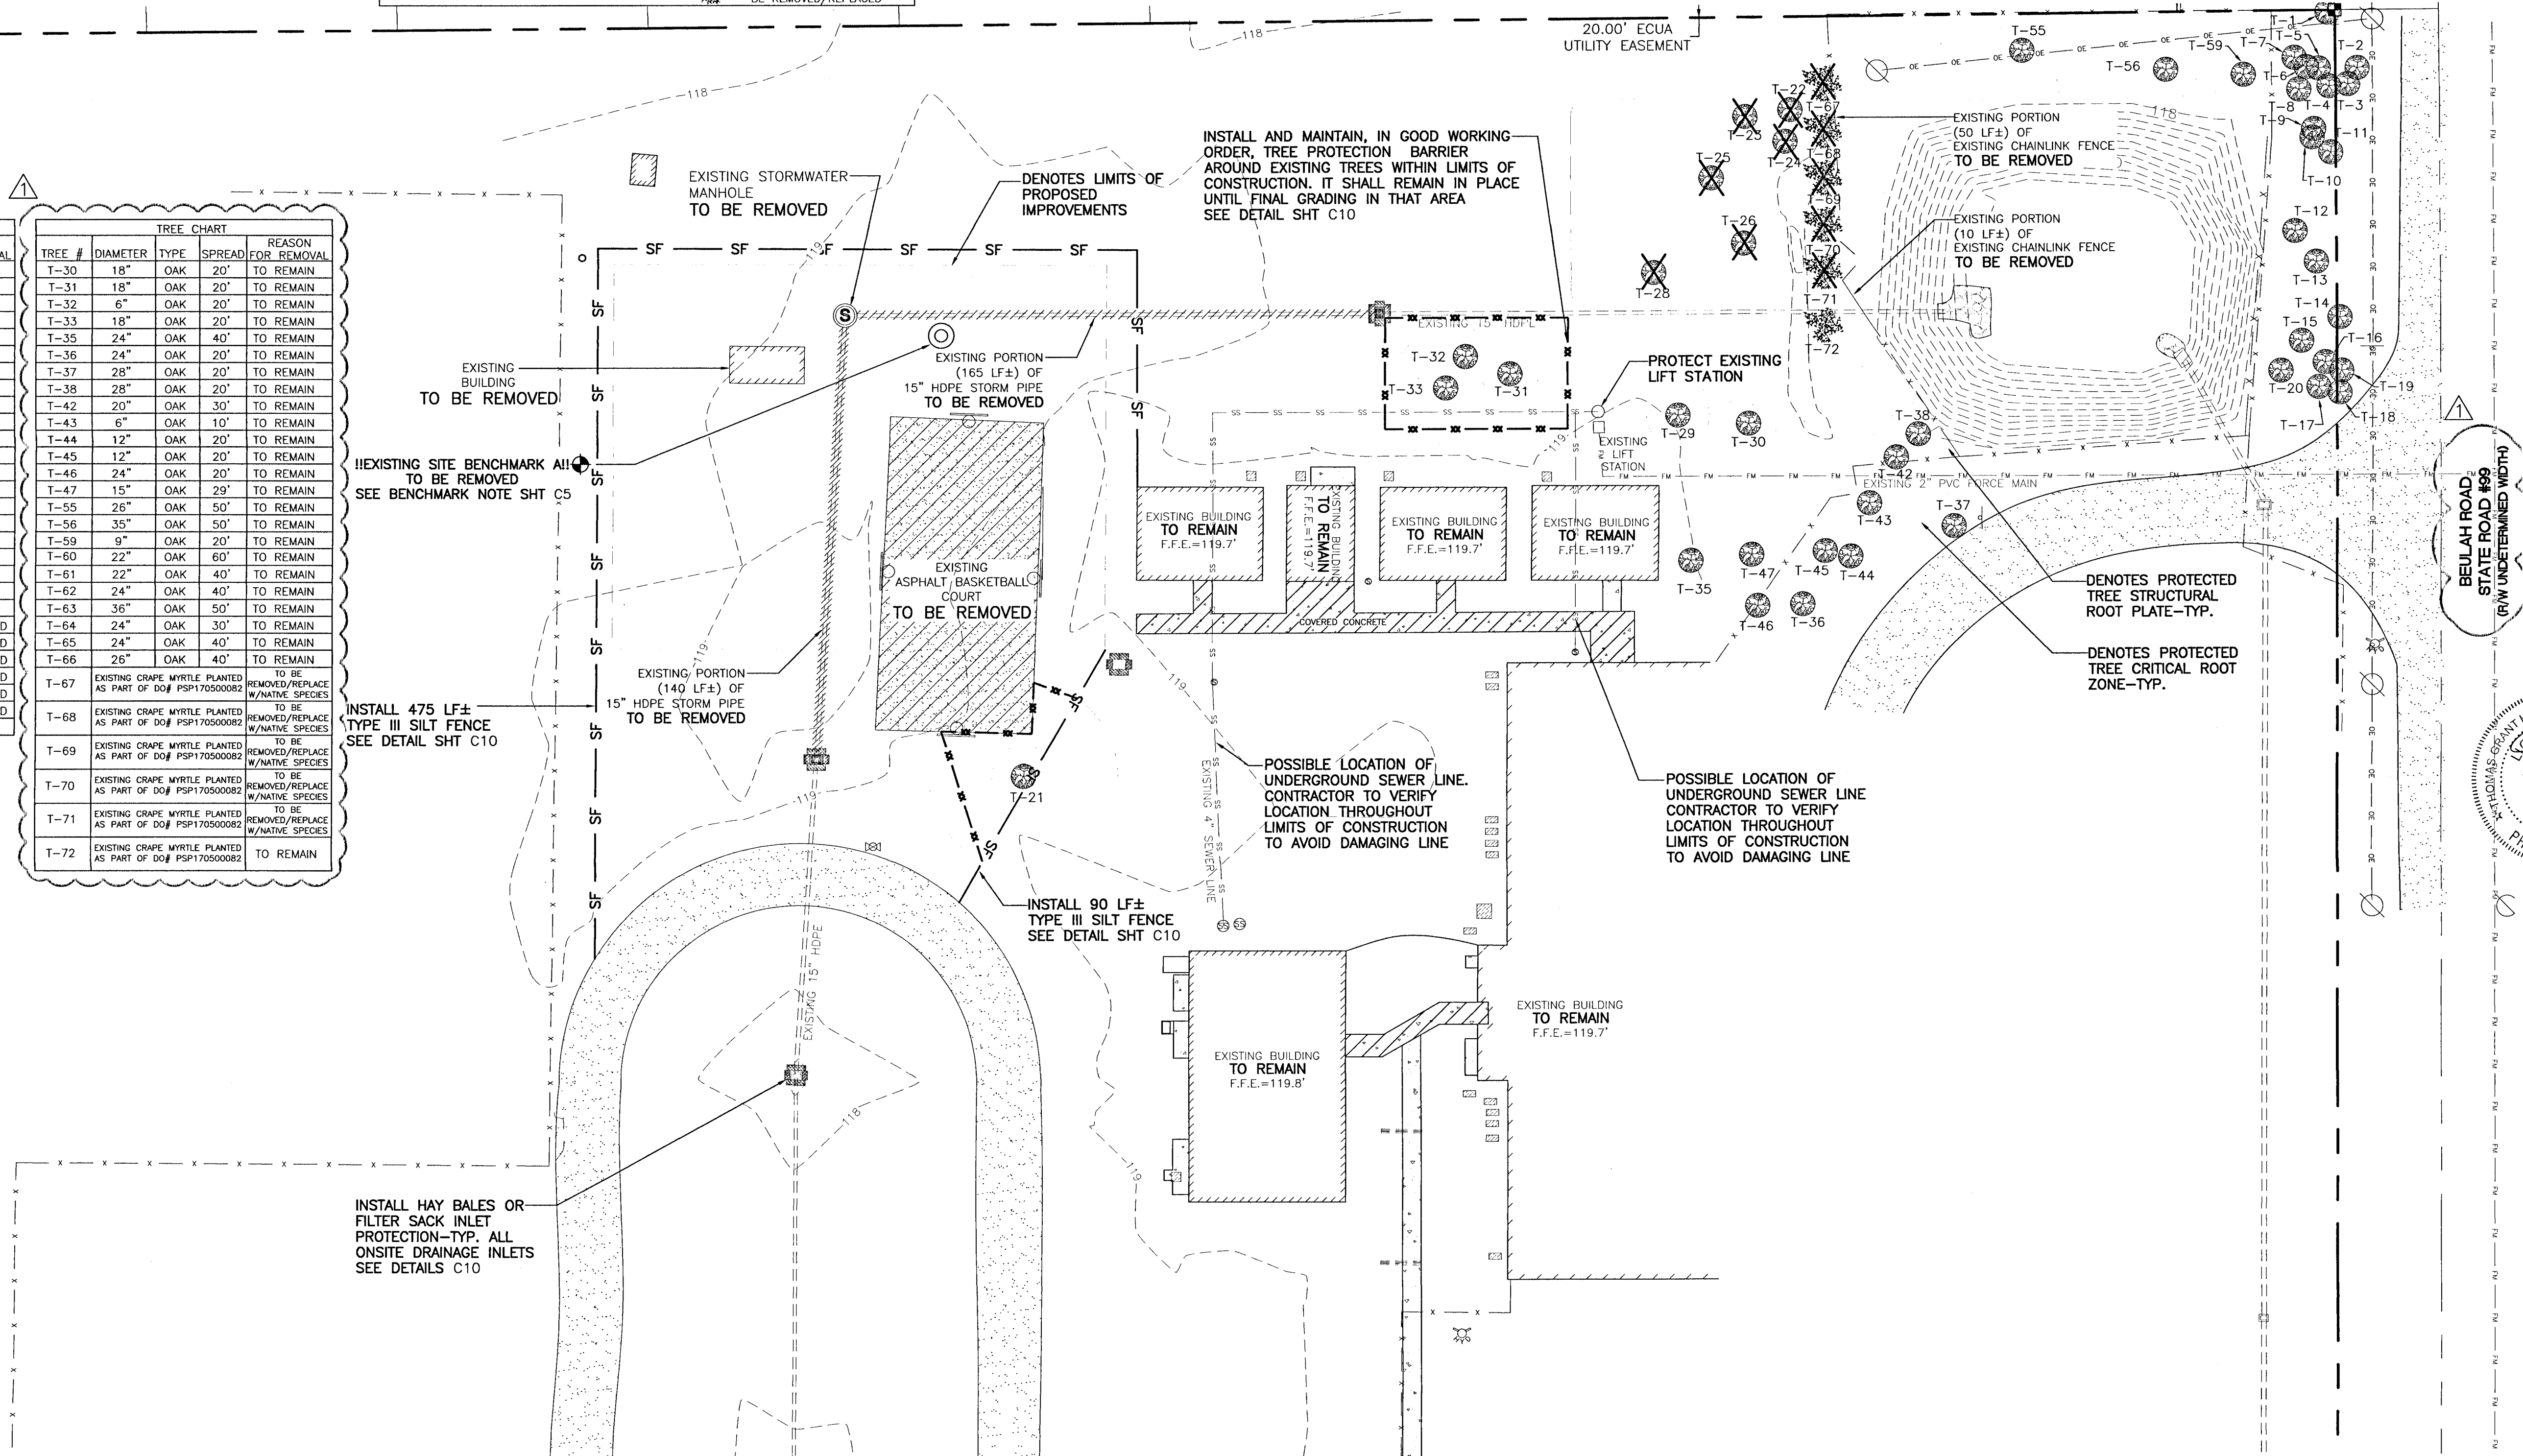 BE REMOVED/REPLACED
20.00' ECUA
UTILITY EASEMENT
118
118
118
119
119
119
119
119
119
118
1
TREE CHART
TREE # DIAMETER TYPE SPREAD REASON FOR REMOVAL
T-30 18" OAK 20' TO REMAIN
T-31 18" OAK 20' TO REMAIN
T-32 6" OAK 20' TO REMAIN
T-33 18" OAK 20' TO REMAIN
T-35 24" OAK 40' TO REMAIN
T-36 24" OAK 20' TO REMAIN
T-37 28" OAK 20' TO REMAIN
T-38 28" OAK 20' TO REMAIN
T-42 20" OAK 30' TO REMAIN
T-43 6" OAK 10' TO REMAIN
T-44 12" OAK 20' TO REMAIN
T-45 12" OAK 20' TO REMAIN
T-46 24" OAK 20' TO REMAIN
T-47 15" OAK 29' TO REMAIN
T-55 26" OAK 50' TO REMAIN
T-56 35" OAK 50' TO REMAIN
T-59 9" OAK 20' TO REMAIN
T-60 22" OAK 60' TO REMAIN
T-61 22" OAK 40' TO REMAIN
T-62 24" OAK 40' TO REMAIN
T-63 36" OAK 50' TO REMAIN
T-64 24" OAK 30' TO REMAIN
T-65 24" OAK 40' TO REMAIN
T-66 26" OAK 40' TO REMAIN
T-67 EXISTING CRAPE MYRTLE PLANTED AS PART OF DO# PSP170500082 TO BE REMOVED/REPLACE W/NATIVE SPECIES
T-68 EXISTING CRAPE MYRTLE PLANTED AS PART OF DO# PSP170500082 TO BE REMOVED/REPLACE W/NATIVE SPECIES
T-69 EXISTING CRAPE MYRTLE PLANTED AS PART OF DO# PSP170500082 TO BE REMOVED/REPLACE W/NATIVE SPECIES
T-70 EXISTING CRAPE MYRTLE PLANTED AS PART OF DO# PSP170500082 TO BE REMOVED/REPLACE W/NATIVE SPECIES
T-71 EXISTING CRAPE MYRTLE PLANTED AS PART OF DO# PSP170500082 TO BE REMOVED/REPLACE W/NATIVE SPECIES
T-72 EXISTING CRAPE MYRTLE PLANTED AS PART OF DO# PSP170500082 TO REMAIN
EXISTING STORMWATER
MANHOLE
TO BE REMOVED
DENOTES LIMITS OF
PROPOSED
IMPROVEMENTS
INSTALL AND MAINTAIN, IN GOOD WORKING
ORDER, TREE PROTECTION BARRIER
AROUND EXISTING TREES WITHIN LIMITS OF
CONSTRUCTION. IT SHALL REMAIN IN PLACE
UNTIL FINAL GRADING IN THAT AREA
SEE DETAIL SHT C10
SF SF SF SF SF SF
S
EXISTING
BUILDING
TO BE REMOVED
EXISTING PORTION
(165 LF±) OF
15" HDPE STORM PIPE
TO BE REMOVED
!!EXISTING SITE BENCHMARK A!!
TO BE REMOVED
SEE BENCHMARK NOTE SHT C5
EXISTING
ASPHALT BASKETBALL
COURT
TO BE REMOVED
EXISTING PORTION
(140 LF±) OF
15" HDPE STORM PIPE
TO BE REMOVED
INSTALL 475 LF±
TYPE III SILT FENCE
SEE DETAIL SHT C10
T-32
T-33
T-31
PROTECT EXISTING
LIFT STATION
EXISTING
LIFT
STATION
EXISTING BUILDING
TO REMAIN
F.F.E.=119.7'
EXISTING BUILDING
TO REMAIN
F.F.E.=119.7'
EXISTING BUILDING
TO REMAIN
F.F.E.=119.7'
EXISTING BUILDING
TO REMAIN
F.F.E.=119.7'
COVERED CONCRETE
T-21
INSTALL 90 LF±
TYPE III SILT FENCE
SEE DETAIL SHT C10
EXISTING 4" SEWER LINE
POSSIBLE LOCATION OF
UNDERGROUND SEWER LINE.
CONTRACTOR TO VERIFY
LOCATION THROUGHOUT
LIMITS OF CONSTRUCTION
TO AVOID DAMAGING LINE
POSSIBLE LOCATION OF
UNDERGROUND SEWER LINE
CONTRACTOR TO VERIFY
LOCATION THROUGHOUT
LIMITS OF CONSTRUCTION
TO AVOID DAMAGING LINE
EXISTING 15" HDPE
INSTALL HAY BALES OR
FILTER SACK INLET
PROTECTION-TYP. ALL
ONSITE DRAINAGE INLETS
SEE DETAILS C10
EXISTING BUILDING
TO REMAIN
F.F.E.=119.8'
EXISTING BUILDING
TO REMAIN
F.F.E.=119.7'
T-55
T-56
T-59
T-7
T-5
T-1
T-2
T-6
T-8
T-4
T-3
T-9
T-11
T-10
T-12
T-13
T-14
T-15
T-16
T-20
T-19
T-17
T-18
T-22
T-23
T-24
T-25
T-26
T-28
T-67
T-68
T-69
T-70
T-71
T-72
EXISTING PORTION
(50 LF±) OF
EXISTING CHAINLINK FENCE
TO BE REMOVED
EXISTING PORTION
(10 LF±) OF
EXISTING CHAINLINK FENCE
TO BE REMOVED
T-29
T-30
T-38
T-42
T-43
T-37
T-35
T-47
T-45
T-44
T-46
T-36
EXISTING 2" PVC FORCE MAIN
DENOTES PROTECTED
TREE STRUCTURAL
ROOT PLATE-TYP.
DENOTES PROTECTED
TREE CRITICAL ROOT
ZONE-TYP.
1
BEULAH ROAD
STATE ROAD #99
(R/W UNDETERMINED WIDTH)
THOMAS GRANT